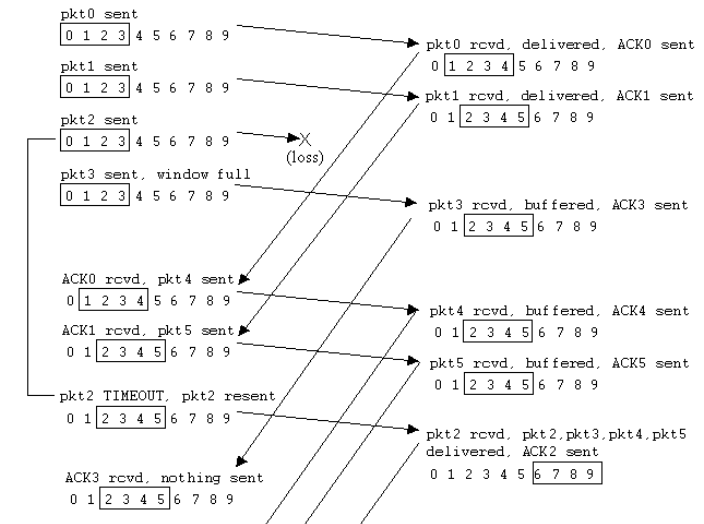 pkt0 sent
0 1 2 3 4 5 6 7 8 9
pkt1 sent
0 1 2 3 4 5 6 7 8 9
pkt2 sent
0 1 2 3 4 5 6 7 8 9
X
(loss)
pkt3 sent, window full
0 1 2 3 4 5 6 7 8 9
ACK0 rcvd, pkt4 sent
0 1 2 3 4 5 6 7 8 9
ACK1 rcvd, pkt5 sent
0 1 2 3 4 5 6 7 8 9
pkt2 TIMEOUT, pkt2 resent
0 1 2 3 4 5 6 7 8 9
ACK3 rcvd, nothing sent
0 1 2 3 4 5 6 7 8 9
pkt0 rcvd, delivered, ACK0 sent
0 1 2 3 4 5 6 7 8 9
pkt1 rcvd, delivered, ACK1 sent
0 1 2 3 4 5 6 7 8 9
pkt3 rcvd, buffered, ACK3 sent
0 1 2 3 4 5 6 7 8 9
pkt4 rcvd, buffered, ACK4 sent
0 1 2 3 4 5 6 7 8 9
pkt5 rcvd, buffered, ACK5 sent
0 1 2 3 4 5 6 7 8 9
pkt2 rcvd, pkt2,pkt3,pkt4,pkt5
delivered, ACK2 sent
0 1 2 3 4 5 6 7 8 9